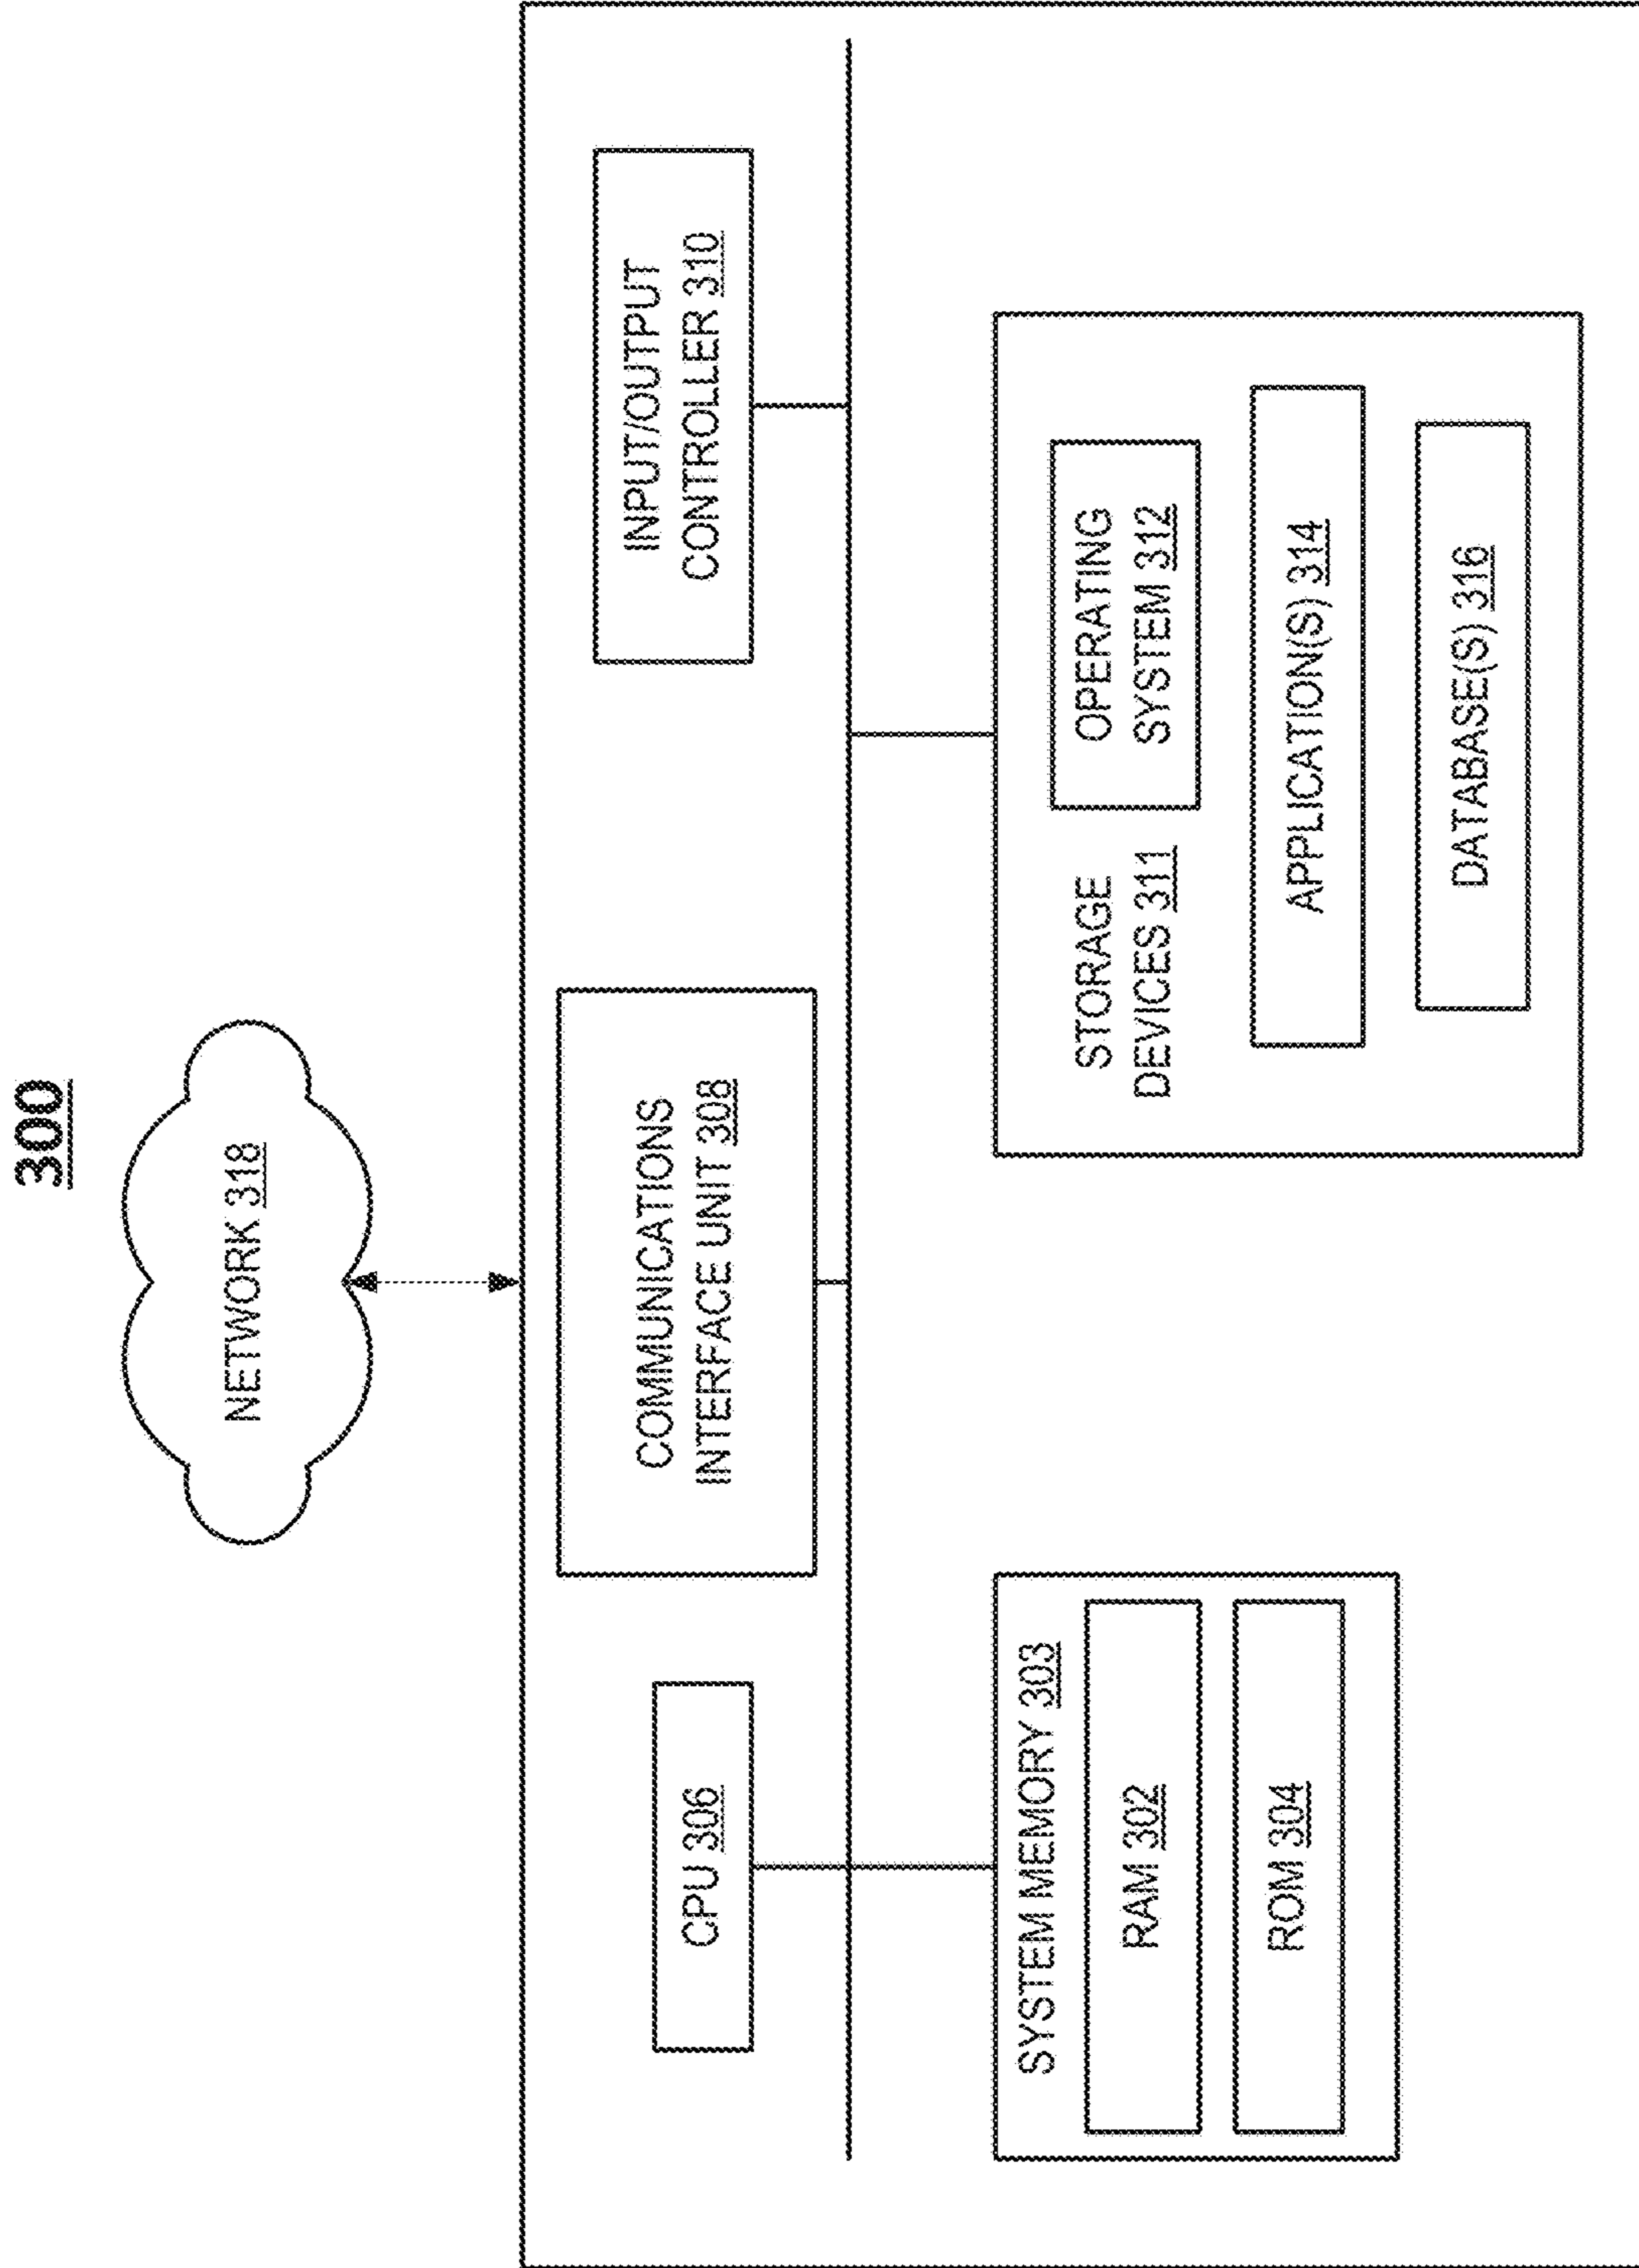 300
NETWORK 318
CPU 306
COMMUNICATIONS
INTERFACE UNIT 308
INPUT/OUTPUT
CONTROLLER 310
SYSTEM MEMORY 303
RAM 302
ROM 304
STORAGE
DEVICES 311
OPERATING
SYSTEM 312
APPLICATION(S) 314
DATABASE(S) 316